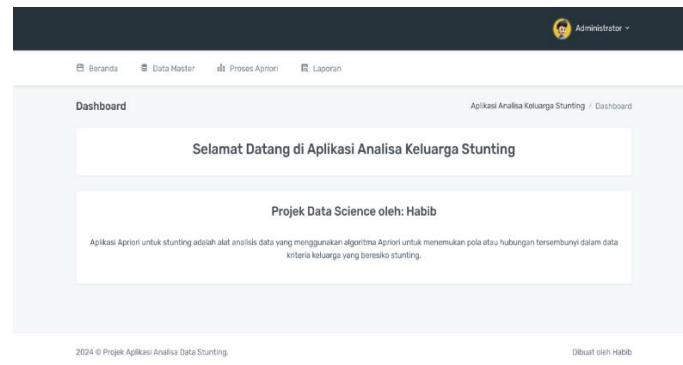 Administrator
Beranda Data Master Proses Apriori Laporan
Dashboard Aplikasi Analisa Keluarga Stunting / Dashboard
Selamat Datang di Aplikasi Analisa Keluarga Stunting
Projek Data Science oleh: Habib
Aplikasi Apriori untuk stunting adalah alat analisis data yang menggunakan algoritma Apriori untuk menemukan pola atau hubungan tersembunyi dalam data
kriteria keluarga yang beresiko stunting.
2024 © Projek Aplikasi Analisa Data Stunting. Dibuat oleh Habib